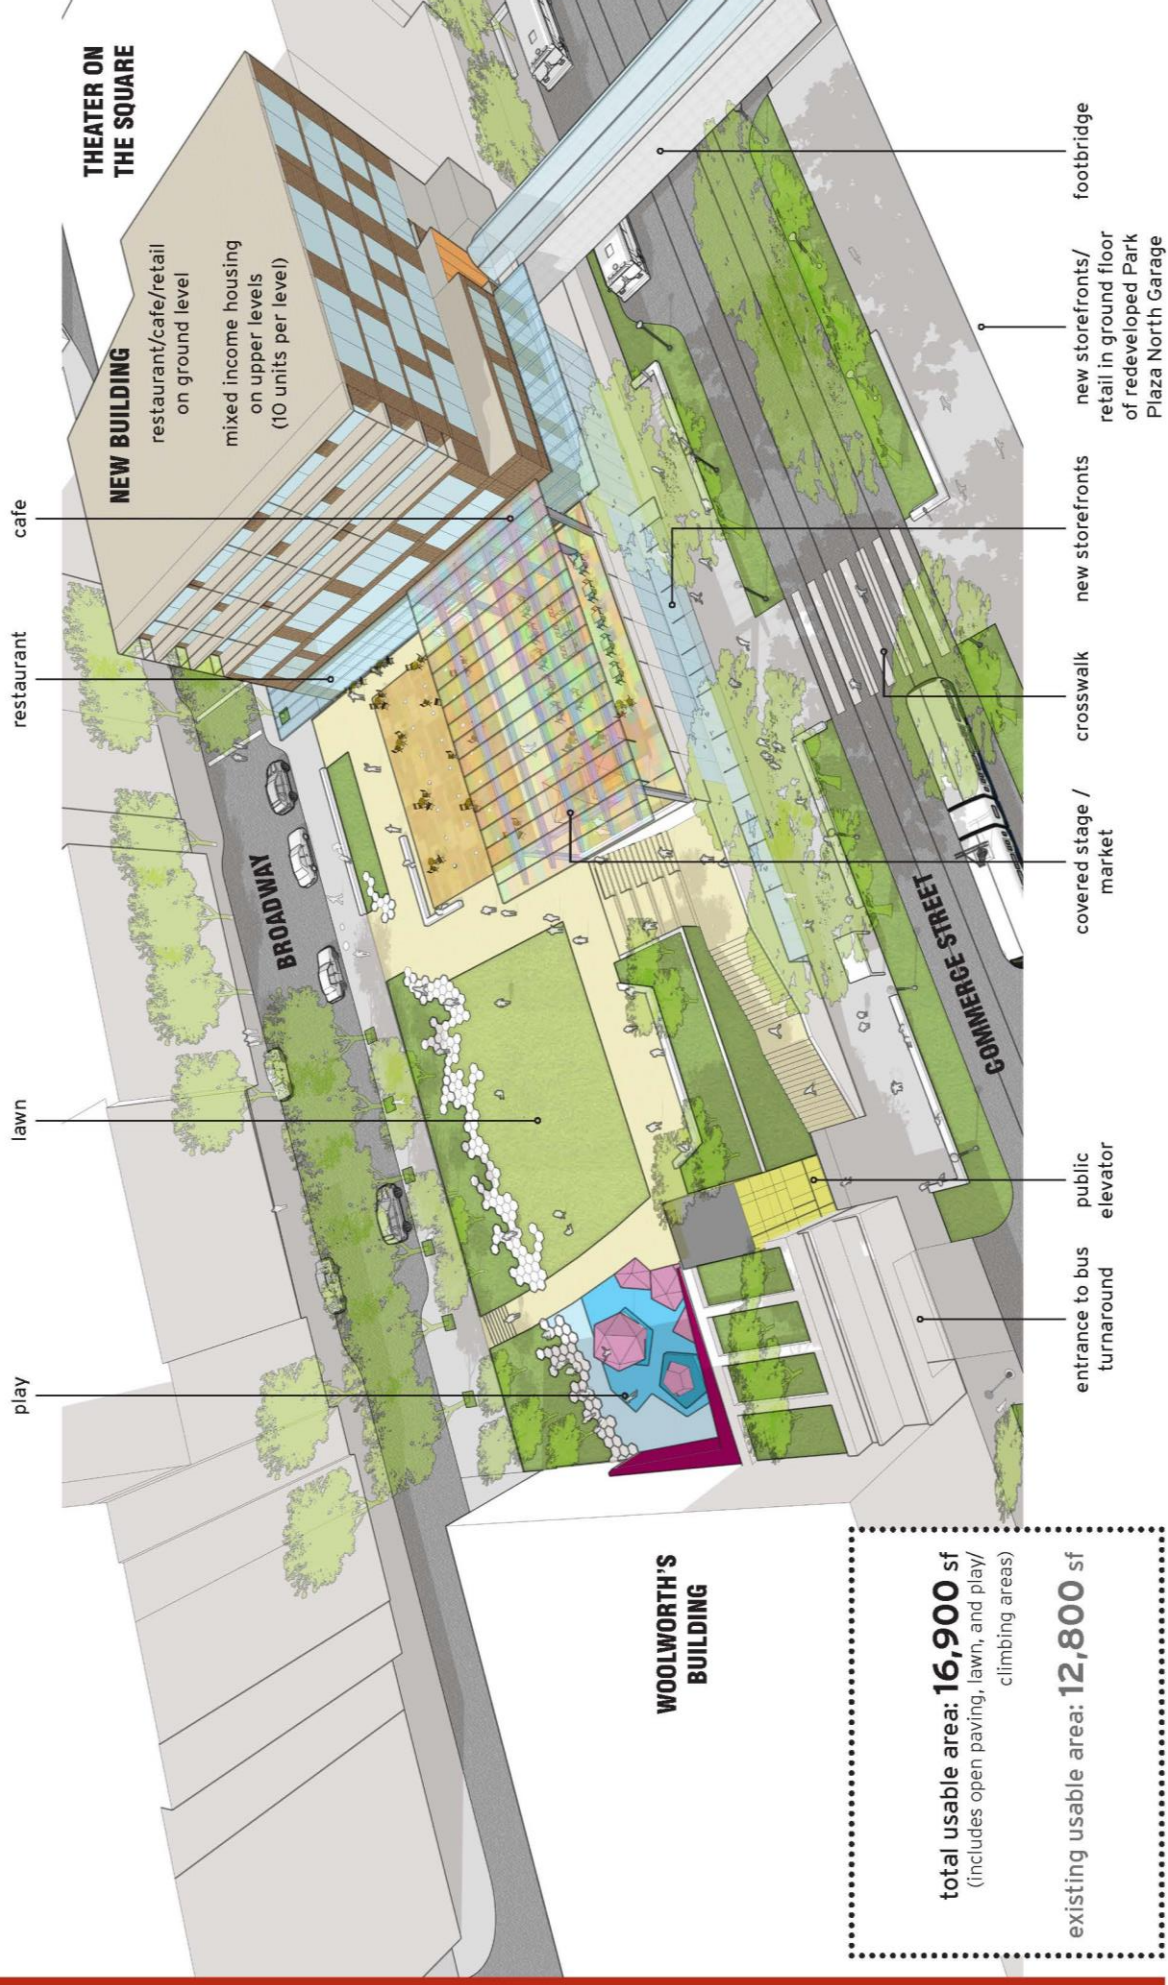 play
lawn
restaurant
cafe
THEATER ON
THE SQUARE
NEW BUILDING
restaurant/cafe/retail
on ground level
mixed income housing
on upper levels
(10 units per level)
BROADWAY
WOOLWORTH'S
BUILDING
COMMERCE STREET
total usable area: 16,900 sf
(includes open paving, lawn, and play/
climbing areas)
existing usable area: 12,800 sf
entrance to bus
turnaround
public
elevator
covered stage /
market
crosswalk
new storefronts
new storefronts/
retail in ground floor
of redeveloped Park
Plaza North Garage
footbridge